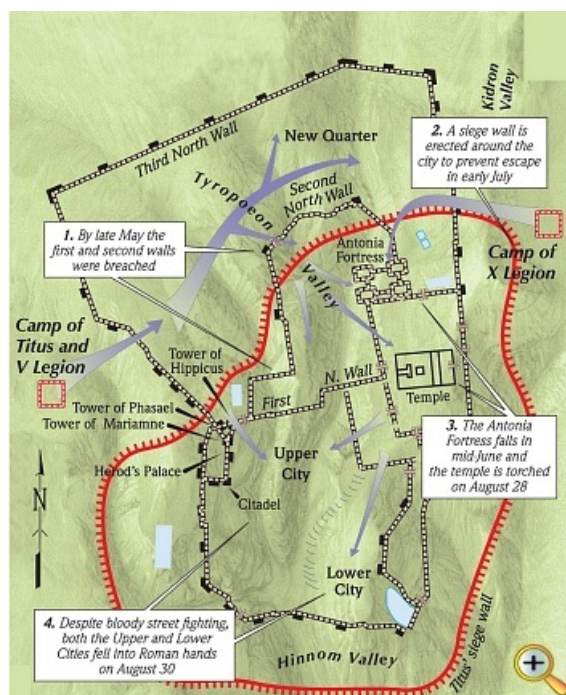 Kidron
Valley
New Quarter
Third North Wall
Tyropoeon
Second
North Wall
2. A siege wall is
erected around the
city to prevent escape
in early July
1. By late May the
first and second walls
were breached
Antonia
Fortress
Camp of
X Legion
Valley
Camp of
Titus and
V Legion
Tower of
Hippicus
N. Wall
First
Temple
Tower of Phasael
Tower of Mariamne
3. The Antonia
Fortress falls in
mid-June and
the temple is torched
on August 28
Upper
City
Herod's Palace
Citadel
N
Lower
City
4. Despite bloody street fighting,
both the Upper and Lower
Cities fell into Roman hands
on August 30
Hinnom Valley
Titus' siege wall